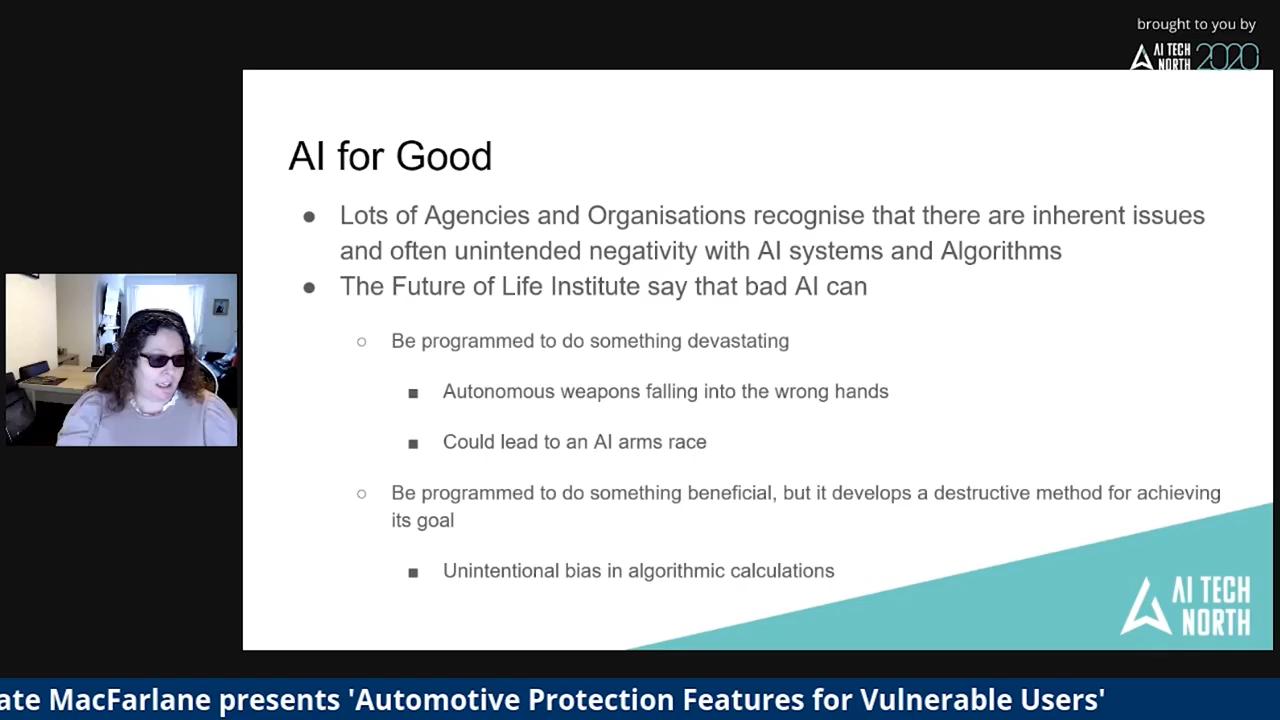 brought to you by
AI TECH
NORTH 2020
AI for Good
● Lots of Agencies and Organisations recognise that there are inherent issues
and often unintended negativity with AI systems and Algorithms
● The Future of Life Institute say that bad AI can
○ Be programmed to do something devastating
■ Autonomous weapons falling into the wrong hands
■ Could lead to an AI arms race
○ Be programmed to do something beneficial, but it develops a destructive method for achieving
its goal
■ Unintentional bias in algorithmic calculations
AI TECH
NORTH
ate MacFarlane presents 'Automotive Protection Features for Vulnerable Users'